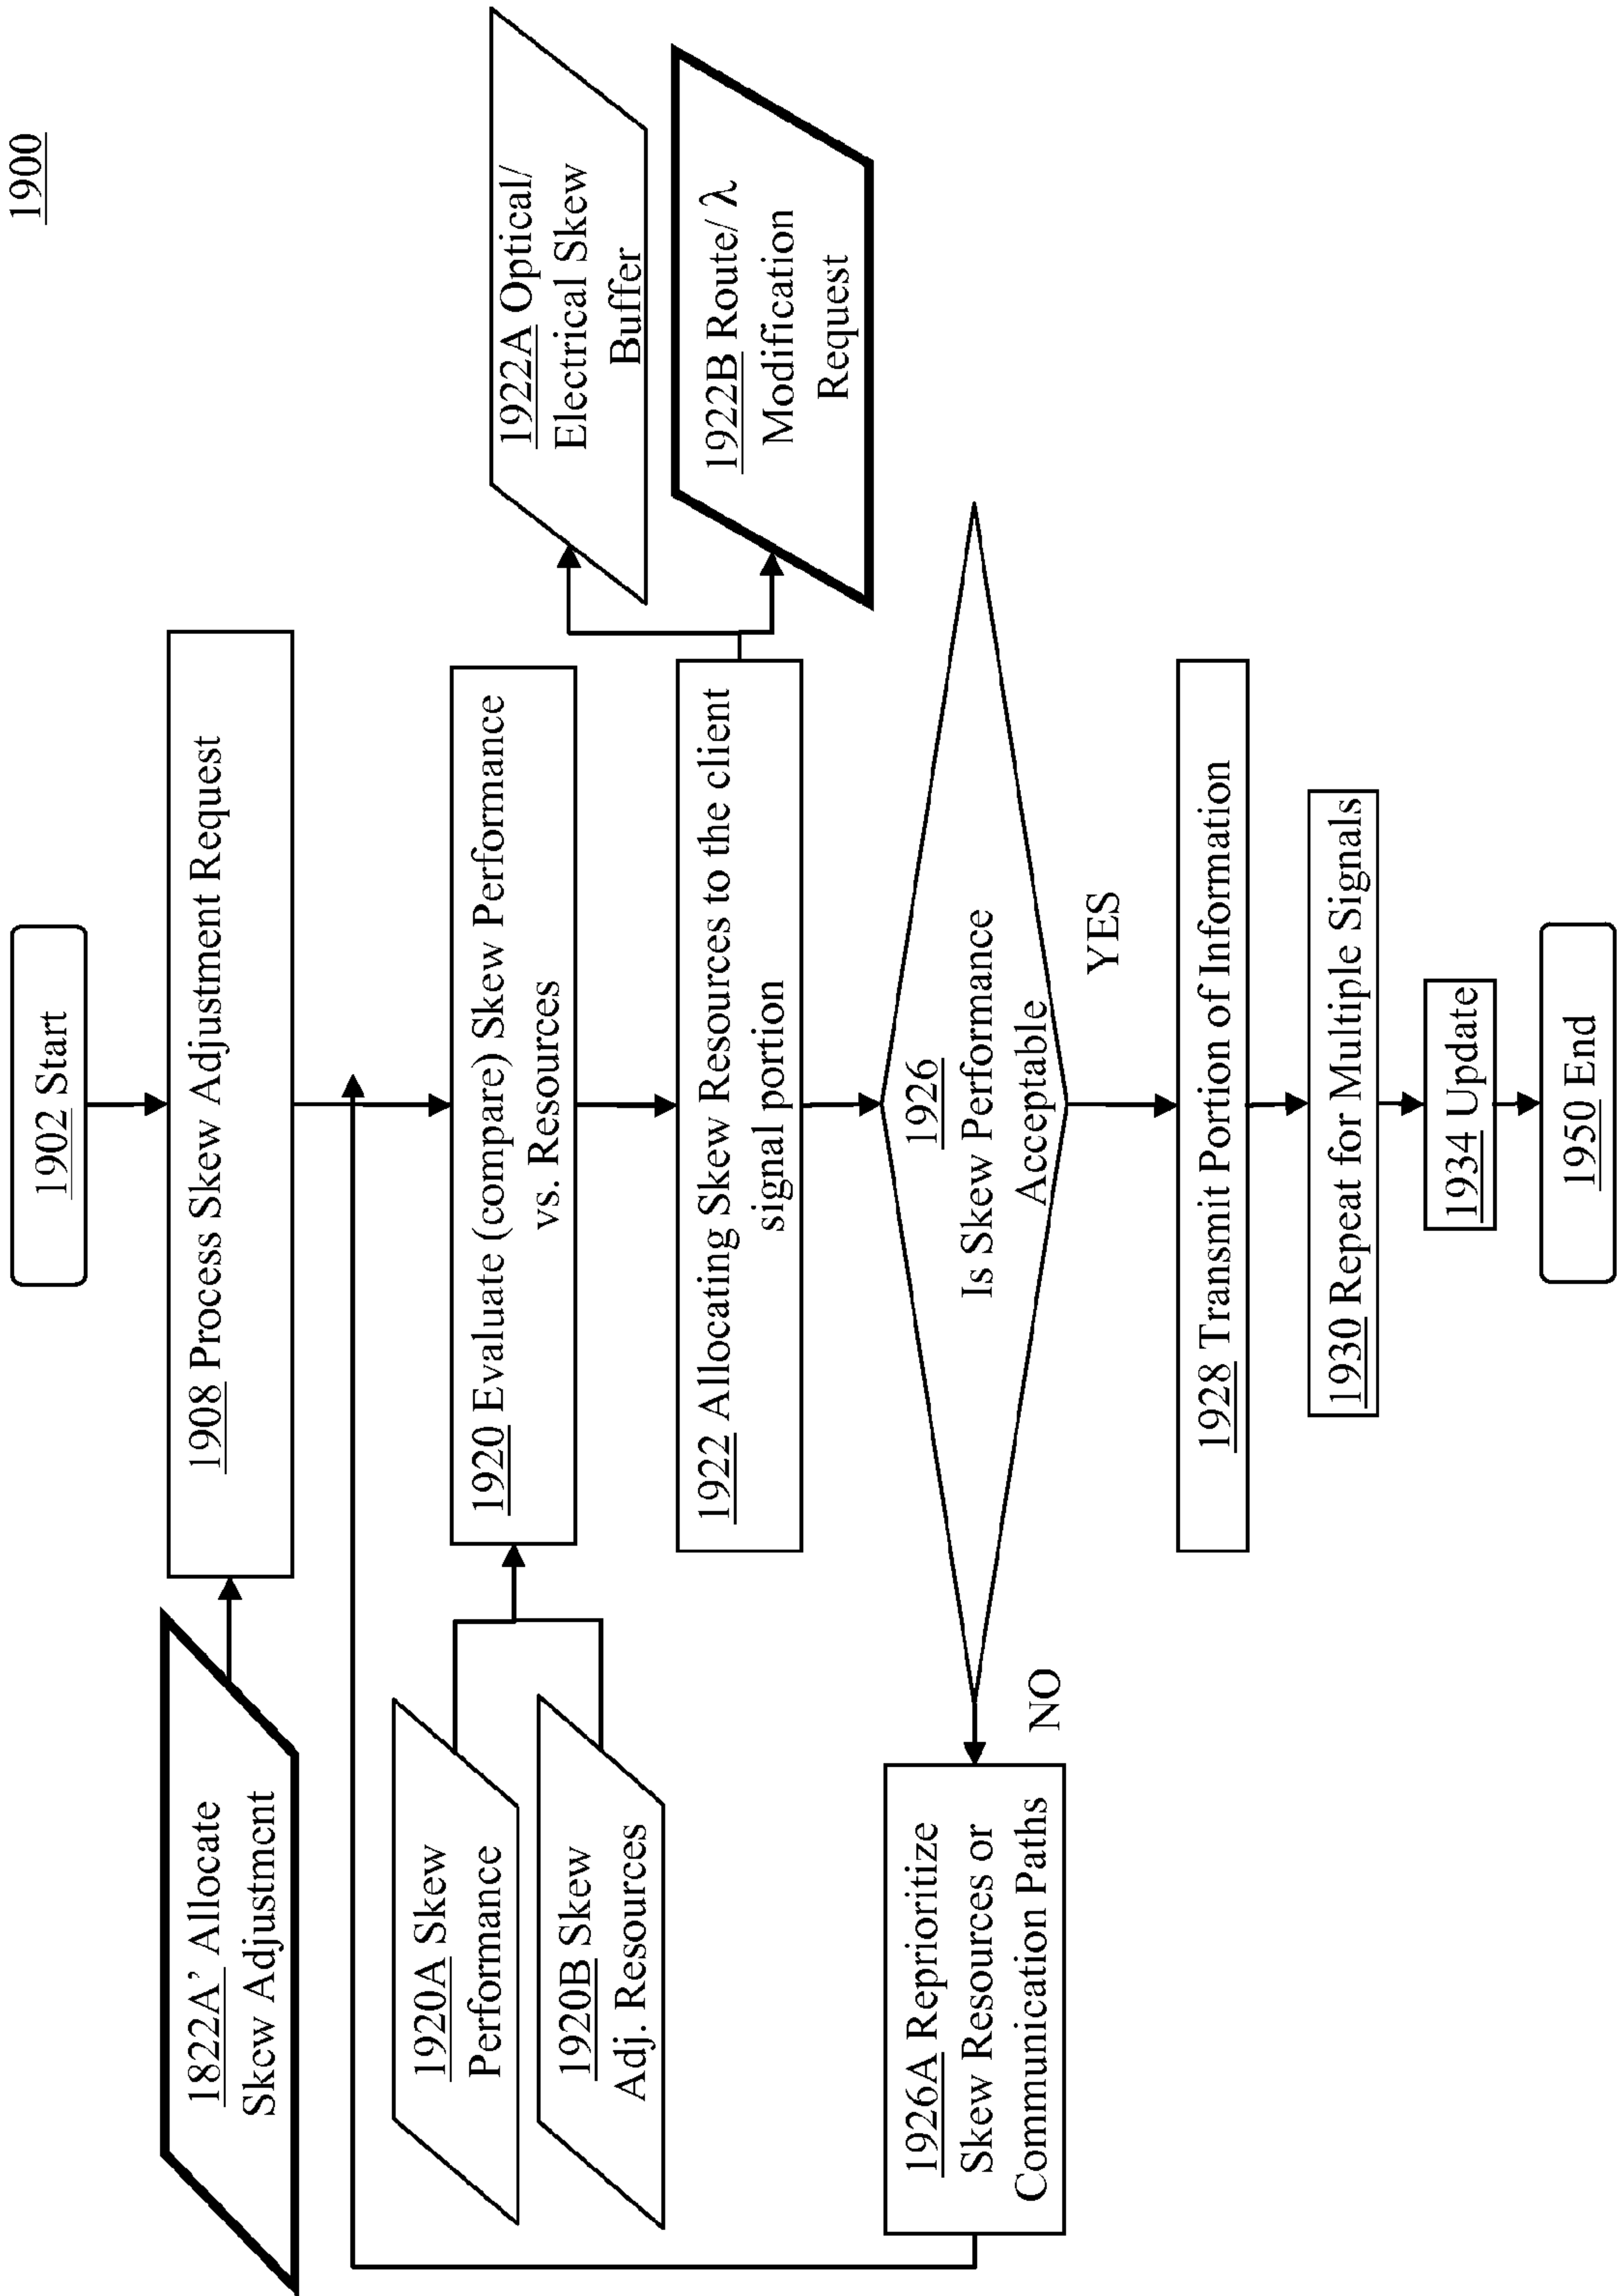 1900
1902 Start
1822A’ Allocate
Skew Adjustment
1908 Process Skew Adjustment Request
1920A Skew
Performance
1920B Skew
Adj. Resources
1920 Evaluate (compare) Skew Performance
vs. Resources
1922 Allocating Skew Resources to the client
signal portion
1922A Optical/
Electrical Skew
Buffer
1922B Route/ λ
Modification
Request
1926
Is Skew Performance
Acceptable
NO
YES
1926A Reprioritize
Skew Resources or
Communication Paths
1928 Transmit Portion of Information
1930 Repeat for Multiple Signals
1934 Update
1950 End